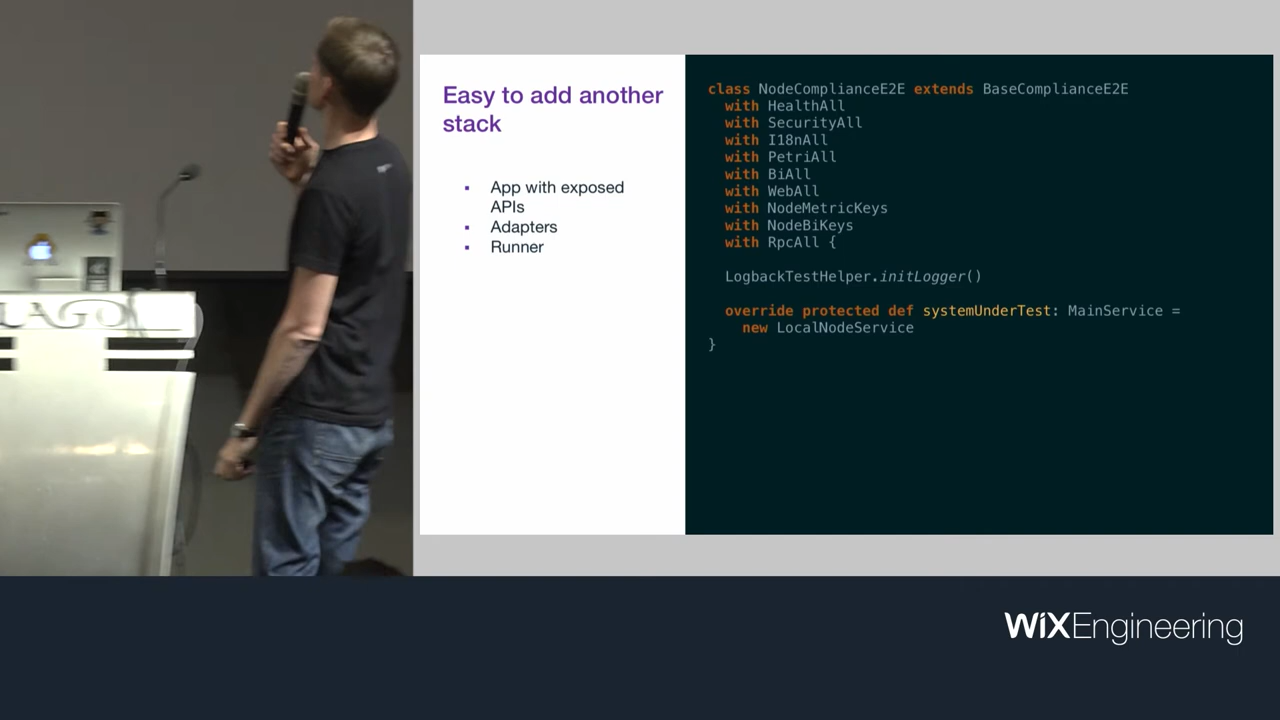 Easy to add another
stack
▪ App with exposed
APIs
▪ Adapters
▪ Runner
class NodeComplianceE2E extends BaseComplianceE2E
with HealthAll
with SecurityAll
with I18nAll
with PetriAll
with BiAll
with WebAll
with NodeMetricKeys
with NodeBiKeys
with RpcAll {
LogbackTestHelper.initLogger()
override protected def systemUnderTest: MainService =
new LocalNodeService
}
LAGO
WiXEngineering